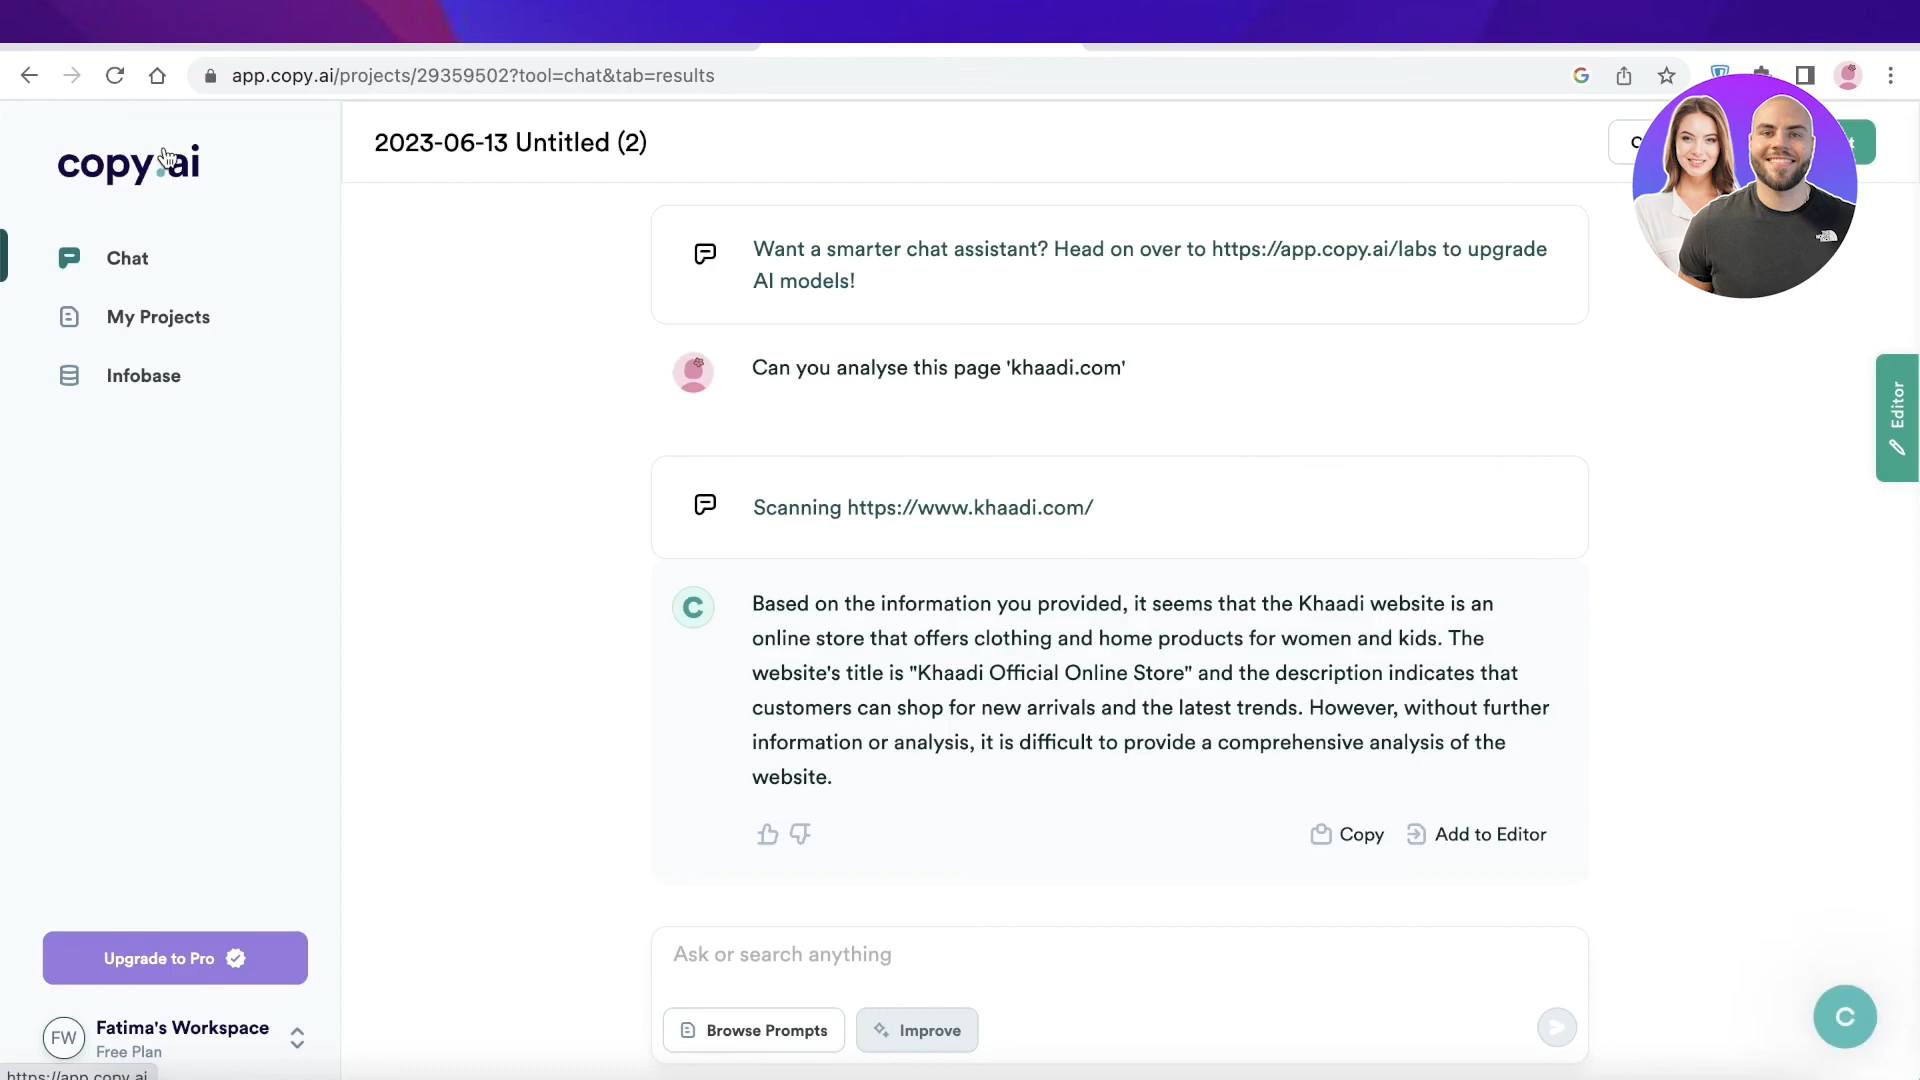 app.copy.ai/projects/29359502?tool=chat&tab=results
copy.ai
2023-06-13 Untitled (2)
Chat
My Projects
Infobase
Want a smarter chat assistant? Head on over to https://app.copy.ai/labs to upgrade
AI models!
Can you analyse this page 'khaadi.com'
Editor
Scanning https://www.khaadi.com/
C
Based on the information you provided, it seems that the Khaadi website is an
online store that offers clothing and home products for women and kids. The
website's title is "Khaadi Official Online Store" and the description indicates that
customers can shop for new arrivals and the latest trends. However, without further
information or analysis, it is difficult to provide a comprehensive analysis of the
website.
Copy
Add to Editor
Ask or search anything
Browse Prompts
Improve
Upgrade to Pro
FW
Fatima's Workspace
Free Plan
C
https://app.copy.ai